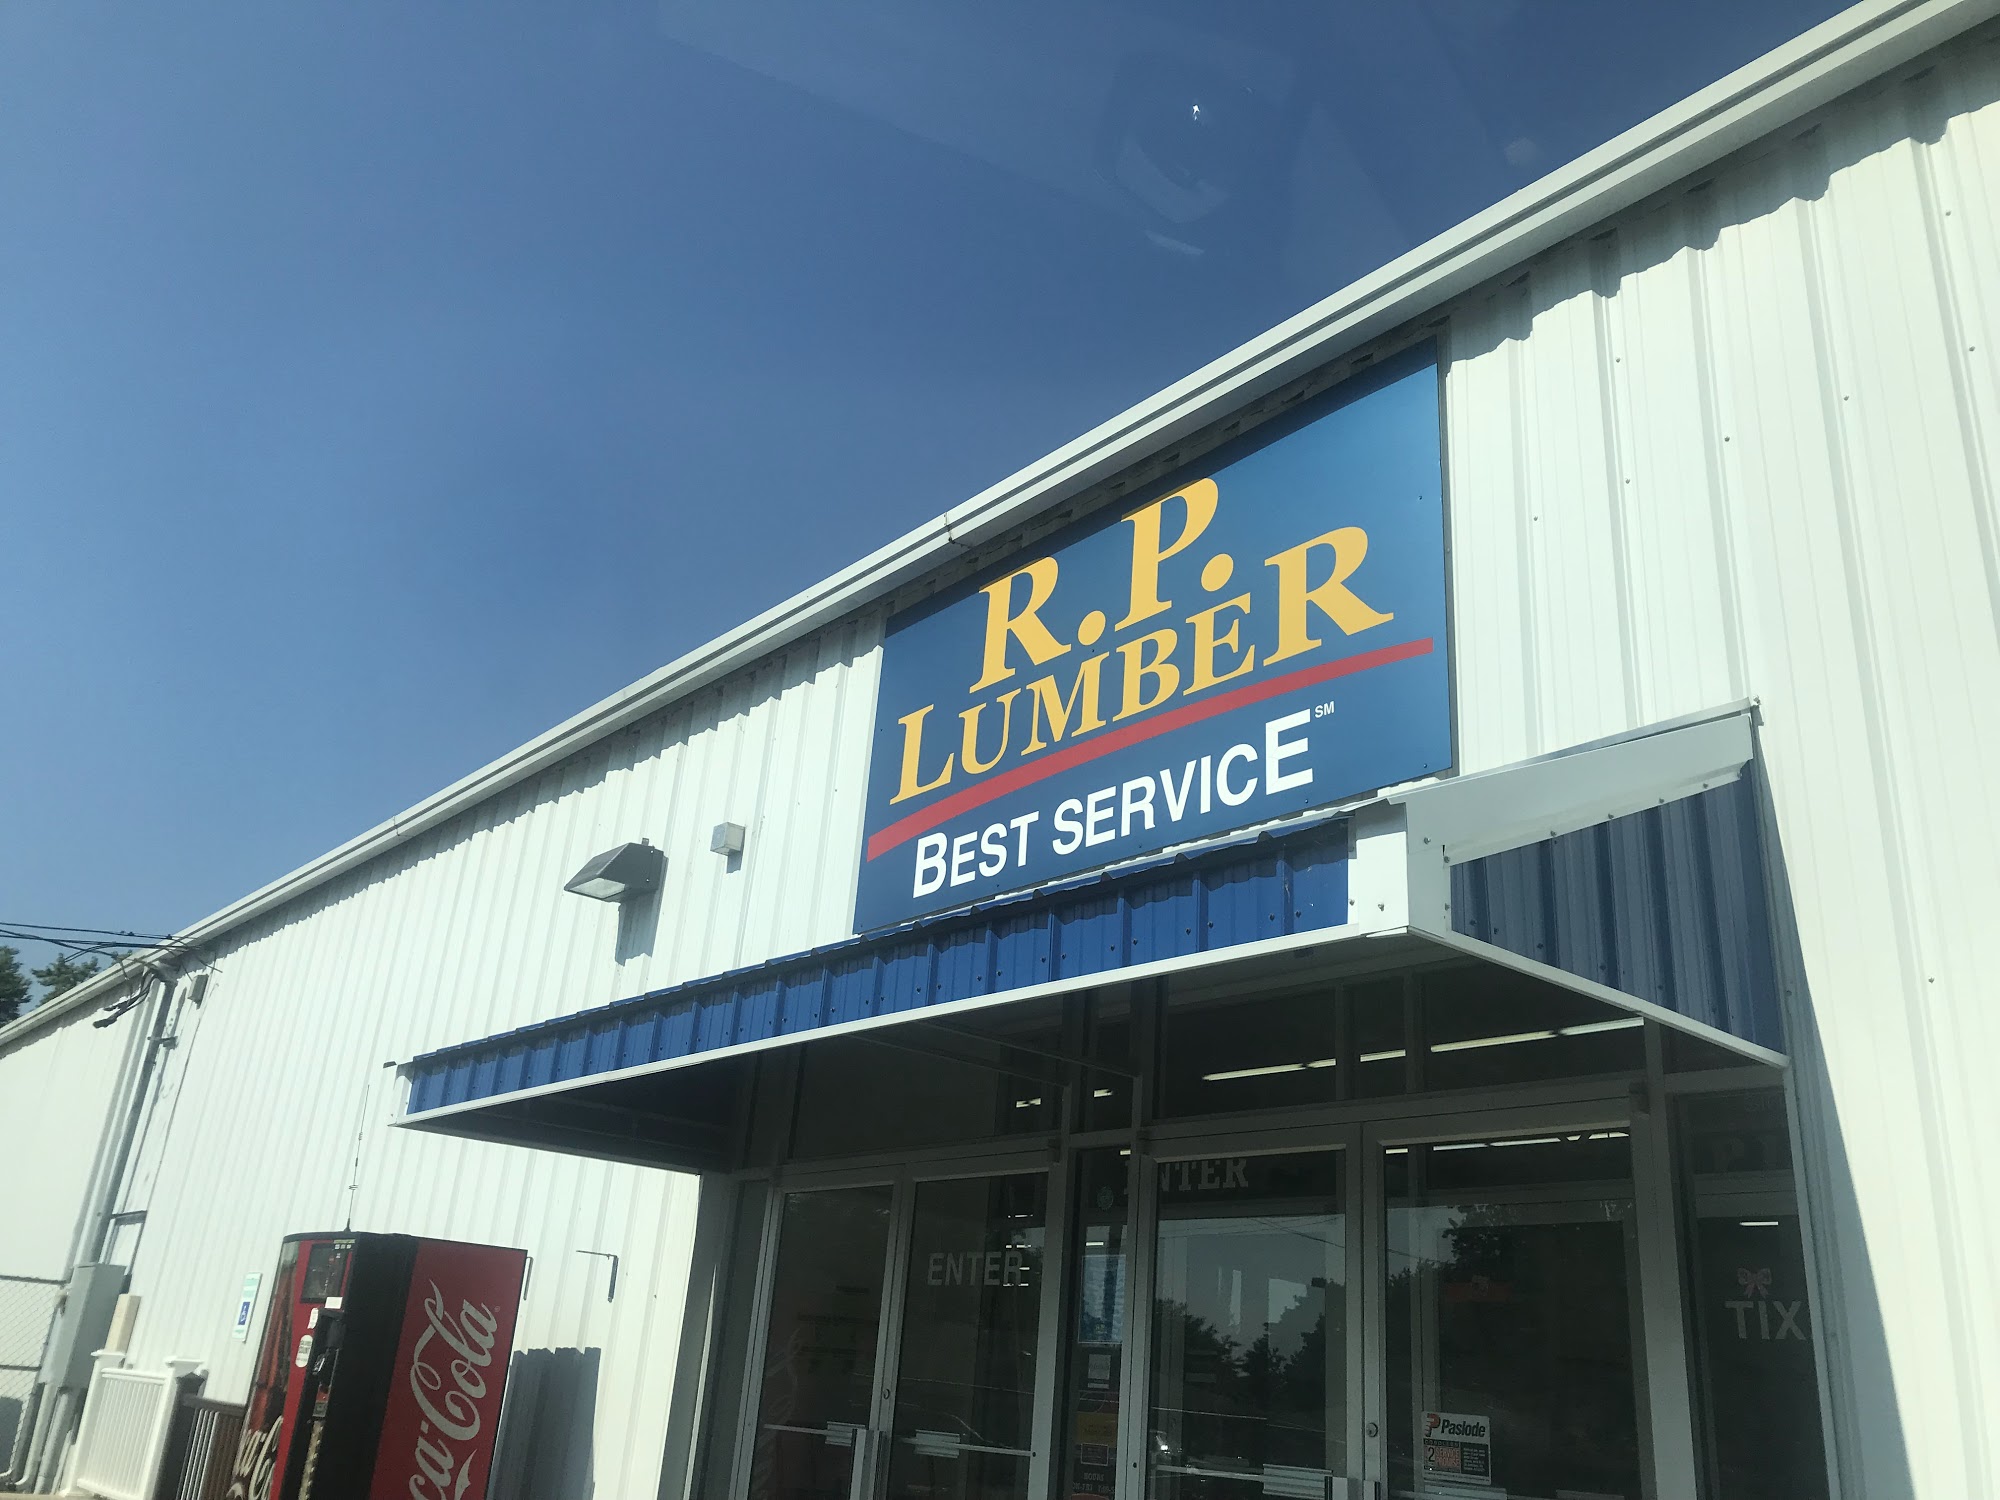 R.P.
LUMBER
BEST SERVICE SM
ENTER
ENTER
TIX
Coca-Cola
Paslode